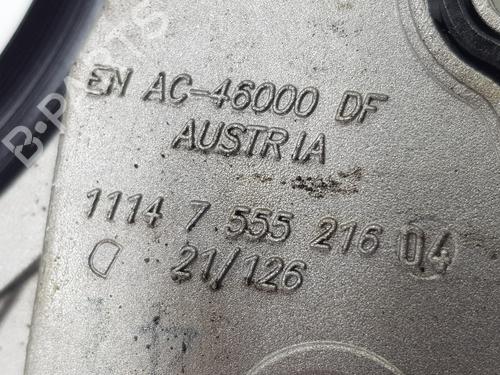 EN AC-46000 DF
AUSTRIA
1114 7 555 216 04
21/126
B-PARTS